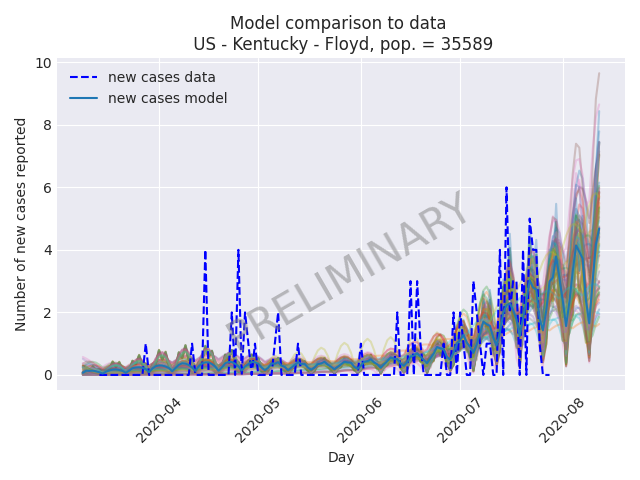 Model comparison to data
US - Kentucky - Floyd, pop. = 35589
new cases data
new cases model
PRELIMINARY
Number of new cases reported
10
8
6
4
2
0
2020-04
2020-05
2020-06
2020-07
2020-08
Day